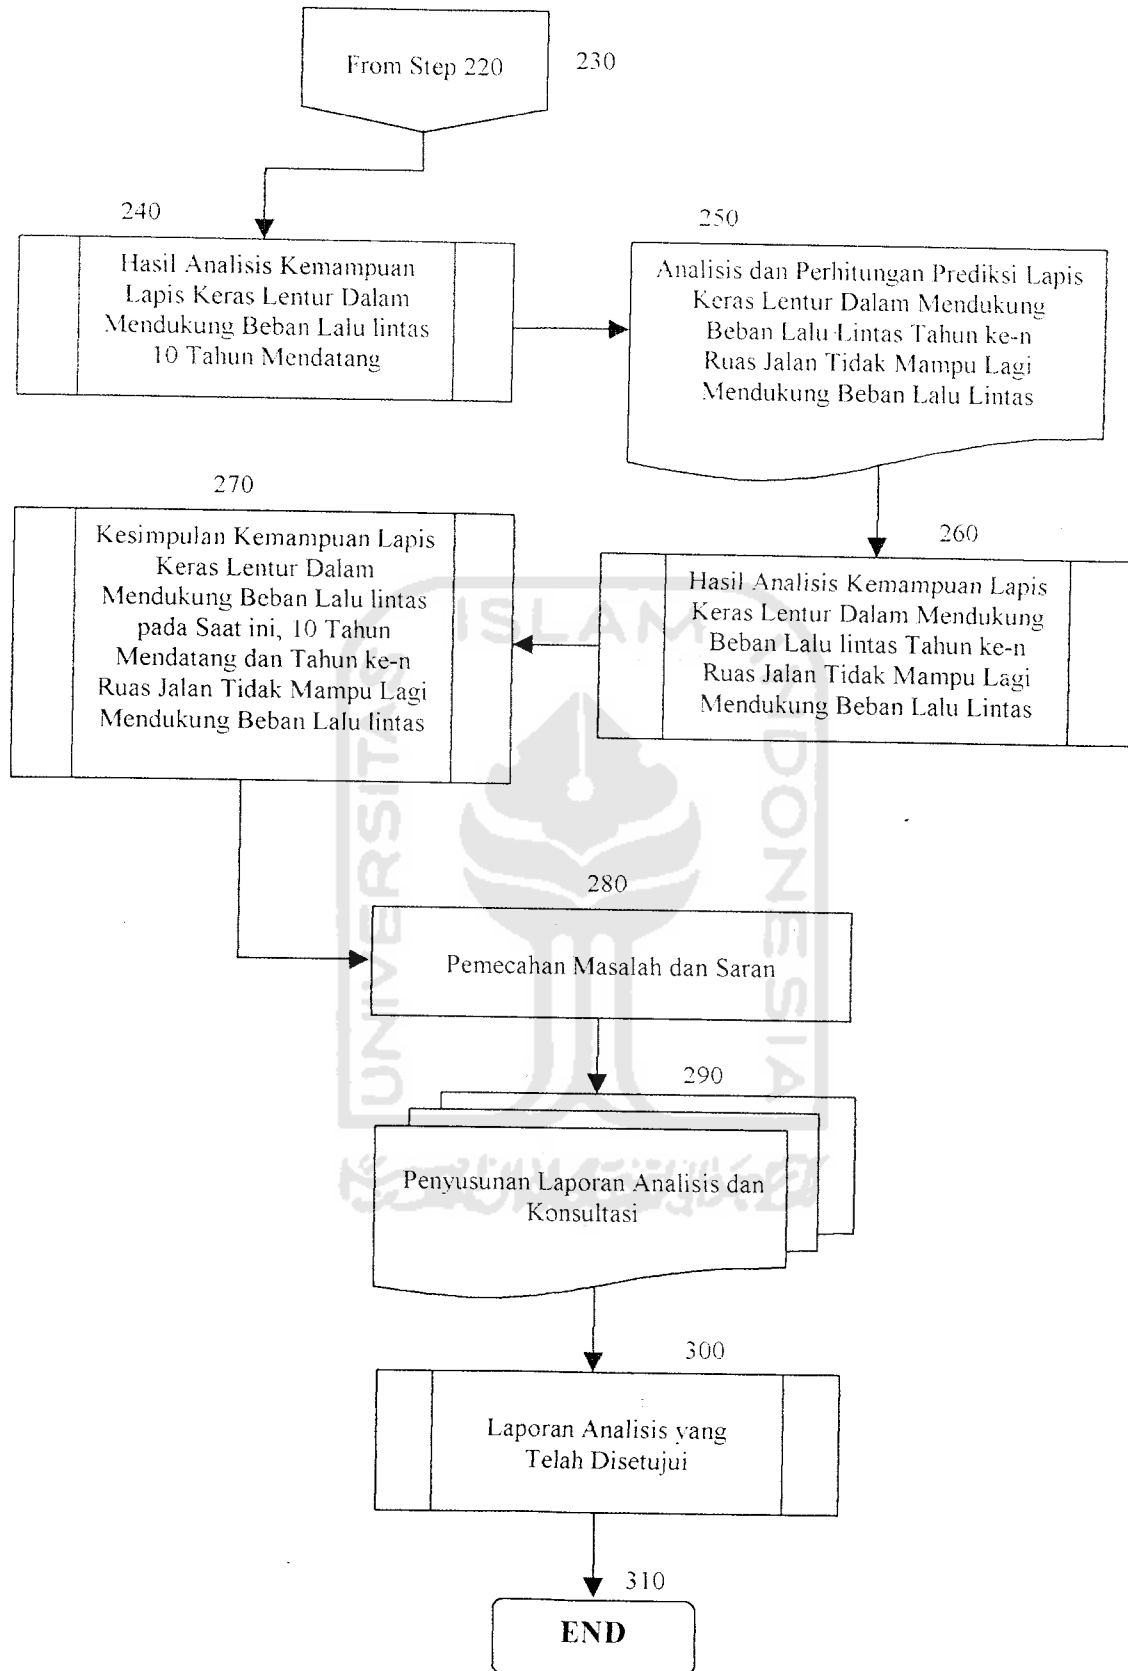 From Step 220
230
240
Hasil Analisis Kemampuan
Lapis Keras Lentur Dalam
Mendukung Beban Lalu lintas
10 Tahun Mendatang
250
Analisis dan Perhitungan Prediksi Lapis
Keras Lentur Dalam Mendukung
Beban Lalu Lintas Tahun ke-n
Ruas Jalan Tidak Mampu Lagi
Mendukung Beban Lalu Lintas
260
Hasil Analisis Kemampuan Lapis
Keras Lentur Dalam Mendukung
Beban Lalu lintas Tahun ke-n
Ruas Jalan Tidak Mampu Lagi
Mendukung Beban Lalu Lintas
270
Kesimpulan Kemampuan Lapis
Keras Lentur Dalam
Mendukung Beban Lalu lintas
pada Saat ini, 10 Tahun
Mendatang dan Tahun ke-n
Ruas Jalan Tidak Mampu Lagi
Mendukung Beban Lalu lintas
280
Pemecahan Masalah dan Saran
290
Penyusunan Laporan Analisis dan
Konsultasi
300
Laporan Analisis yang
Telah Disetujui
310
END
UNIVERSITAS
ISLAM
INDONESIA